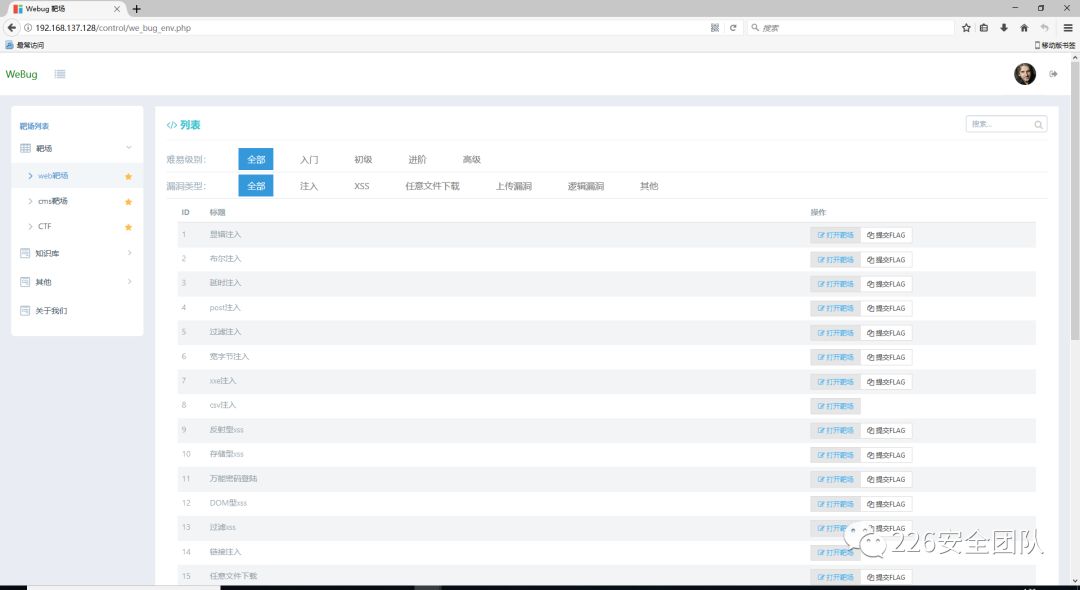 Webug 靶场
192.168.137.128/control/we_bug_env.php
搜索
最常访问
移动版书签
WeBug
靶场列表
靶场
web靶场
cms靶场
CTF
知识库
其他
关于我们
</> 列表
搜索...
难易级别： 全部 入门 初级 进阶 高级
漏洞类型： 全部 注入 XSS 任意文件下载 上传漏洞 逻辑漏洞 其他
ID 标题 操作
1 显错注入 打开靶场 提交FLAG
2 布尔注入 打开靶场 提交FLAG
3 延时注入 打开靶场 提交FLAG
4 post注入 打开靶场 提交FLAG
5 过滤注入 打开靶场 提交FLAG
6 宽字节注入 打开靶场 提交FLAG
7 xxe注入 打开靶场 提交FLAG
8 csv注入 打开靶场
9 反射型xss 打开靶场 提交FLAG
10 存储型xss 打开靶场 提交FLAG
11 万能密码登陆 打开靶场 提交FLAG
12 DOM型xss 打开靶场 提交FLAG
13 过滤xss 打开靶场 提交FLAG
14 链接注入 打开靶场
15 任意文件下载 打开靶场 提交FLAG
226安全团队